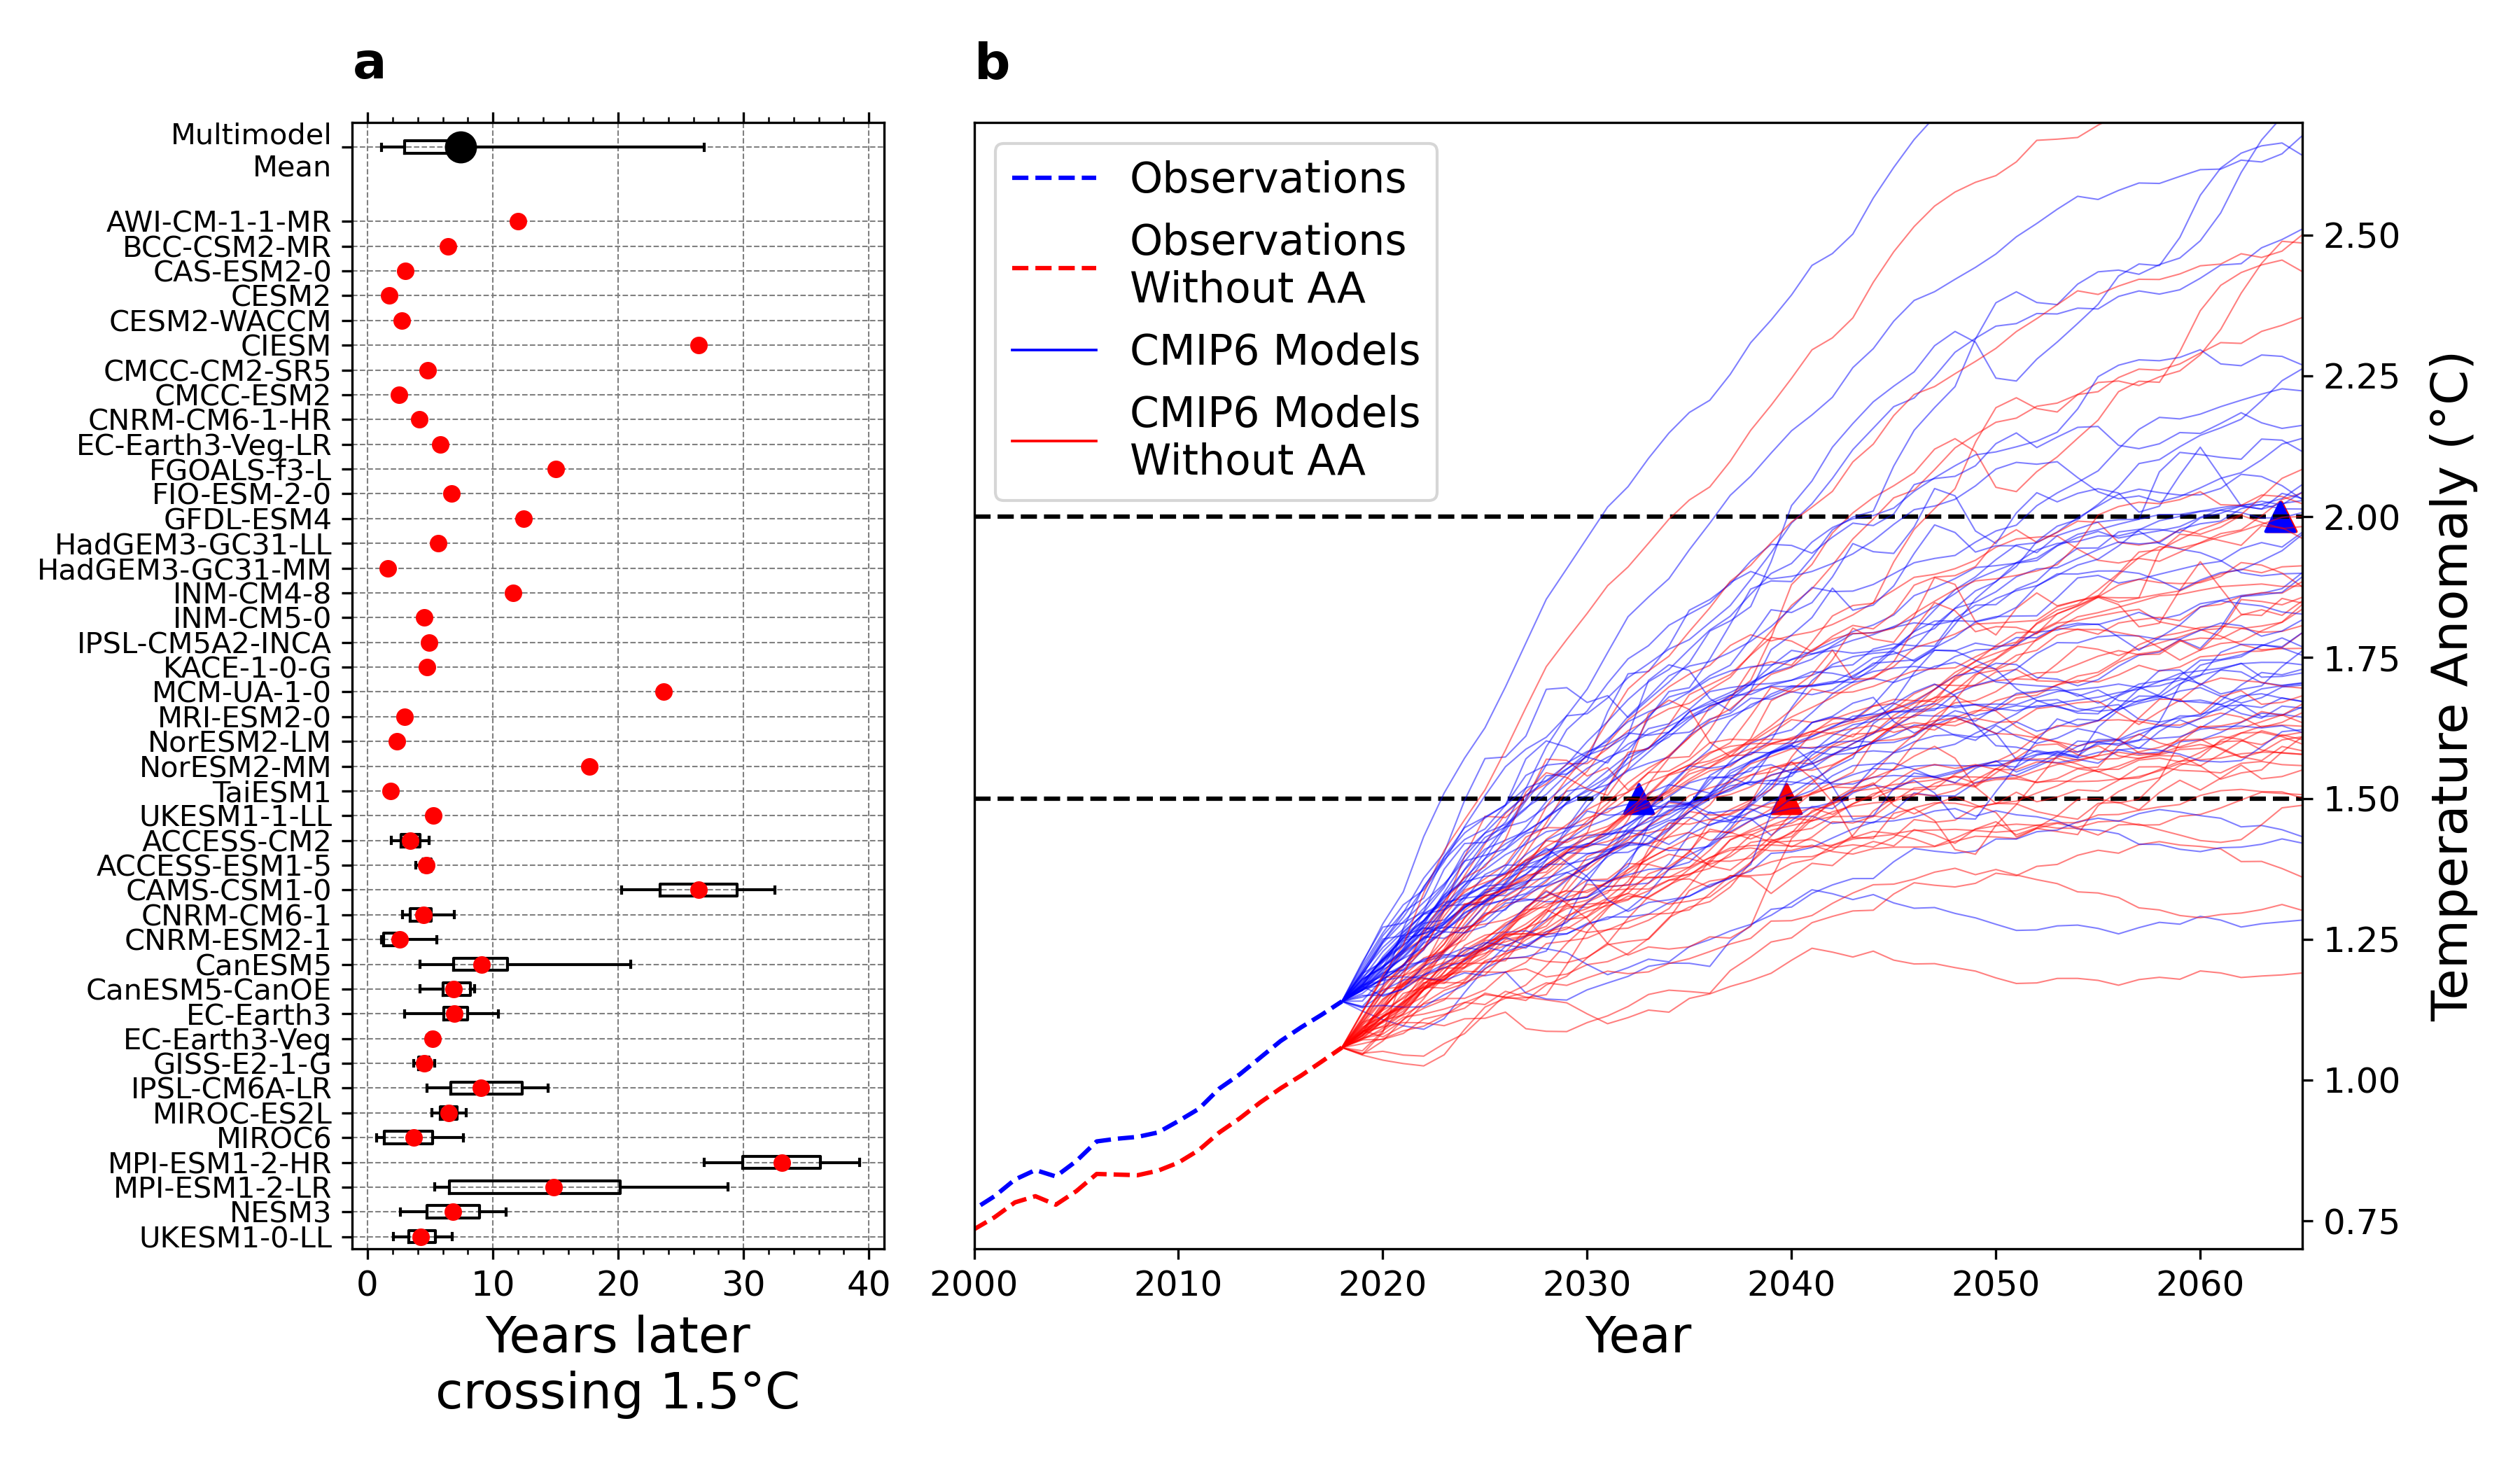 a
Multimodel
Mean
AWI-CM-1-1-MR
BCC-CSM2-MR
CAS-ESM2-0
CESM2
CESM2-WACCM
CIESM
CMCC-CM2-SR5
CMCC-ESM2
CNRM-CM6-1-HR
EC-Earth3-Veg-LR
FGOALS-f3-L
FIO-ESM-2-0
GFDL-ESM4
HadGEM3-GC31-LL
HadGEM3-GC31-MM
INM-CM4-8
INM-CM5-0
IPSL-CM5A2-INCA
KACE-1-0-G
MCM-UA-1-0
MRI-ESM2-0
NorESM2-LM
NorESM2-MM
TaiESM1
UKESM1-1-LL
ACCESS-CM2
ACCESS-ESM1-5
CAMS-CSM1-0
CNRM-CM6-1
CNRM-ESM2-1
CanESM5
CanESM5-CanOE
EC-Earth3
EC-Earth3-Veg
GISS-E2-1-G
IPSL-CM6A-LR
MIROC-ES2L
MIROC6
MPI-ESM1-2-HR
MPI-ESM1-2-LR
NESM3
UKESM1-0-LL
0 10 20 30 40
Years later
crossing 1.5°C
b
Observations
Observations
Without AA
CMIP6 Models
CMIP6 Models
Without AA
2.50
2.25
2.00
1.75
1.50
1.25
1.00
0.75
Temperature Anomaly (°C)
2000 2010 2020 2030 2040 2050 2060
Year